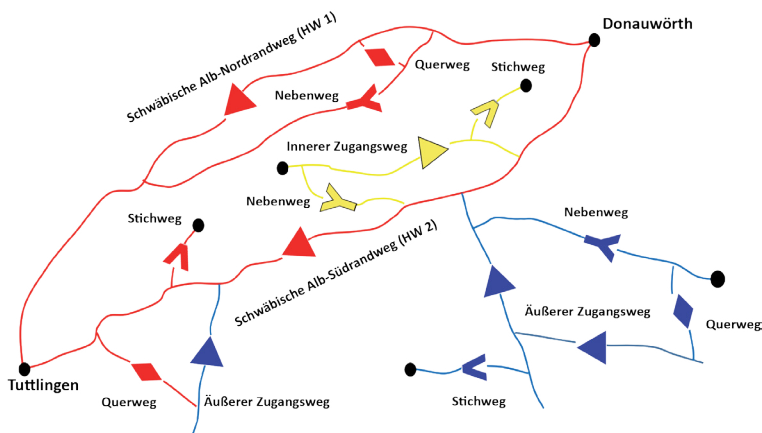 Donauwörth
Schwäbische Alb-Nordrandweg (HW 1)
Querweg
Stichweg
Nebenweg
Innerer Zugangsweg
Nebenweg
Stichweg
Nebenweg
Schwäbische Alb-Südrandweg (HW 2)
Äußerer Zugangsweg
Querweg
Tuttlingen
Querweg
Äußerer Zugangsweg
Stichweg